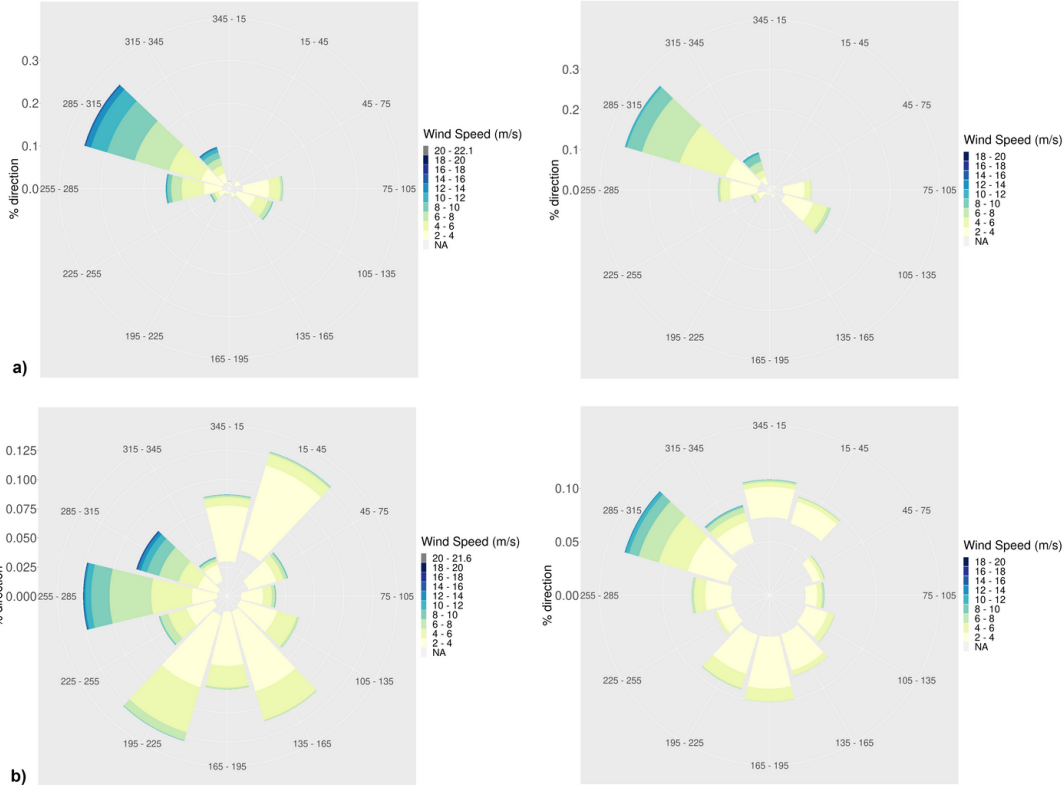 345 - 15
315 - 345
15 - 45
0.3
285 - 315
45 - 75
0.2
0.1
0.0
255 - 285
75 - 105
% direction
225 - 255
105 - 135
195 - 225
135 - 165
165 - 195
Wind Speed (m/s)
20 - 22.1
18 - 20
16 - 18
14 - 16
12 - 14
10 - 12
8 - 10
6 - 8
4 - 6
2 - 4
NA
a)
345 - 15
315 - 345
15 - 45
0.3
285 - 315
45 - 75
0.2
0.1
0.0
255 - 285
75 - 105
% direction
225 - 255
105 - 135
195 - 225
135 - 165
165 - 195
Wind Speed (m/s)
18 - 20
16 - 18
14 - 16
12 - 14
10 - 12
8 - 10
6 - 8
4 - 6
2 - 4
NA
345 - 15
315 - 345
15 - 45
0.125
0.100
285 - 315
45 - 75
0.075
0.050
0.025
0.000
255 - 285
75 - 105
% direction
225 - 255
105 - 135
195 - 225
135 - 165
165 - 195
Wind Speed (m/s)
20 - 21.6
18 - 20
16 - 18
14 - 16
12 - 14
10 - 12
8 - 10
6 - 8
4 - 6
2 - 4
NA
b)
345 - 15
315 - 345
15 - 45
0.10
285 - 315
45 - 75
0.05
0.00
255 - 285
75 - 105
% direction
225 - 255
105 - 135
195 - 225
135 - 165
165 - 195
Wind Speed (m/s)
18 - 20
16 - 18
14 - 16
12 - 14
10 - 12
8 - 10
6 - 8
4 - 6
2 - 4
NA